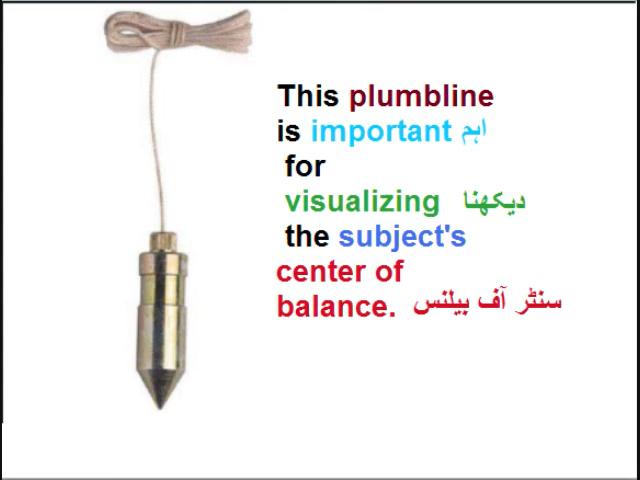 This plumbline
is important اہم
for
visualizing دیکھنا
the subject's
center of
balance. سنٹر آف بیلنس